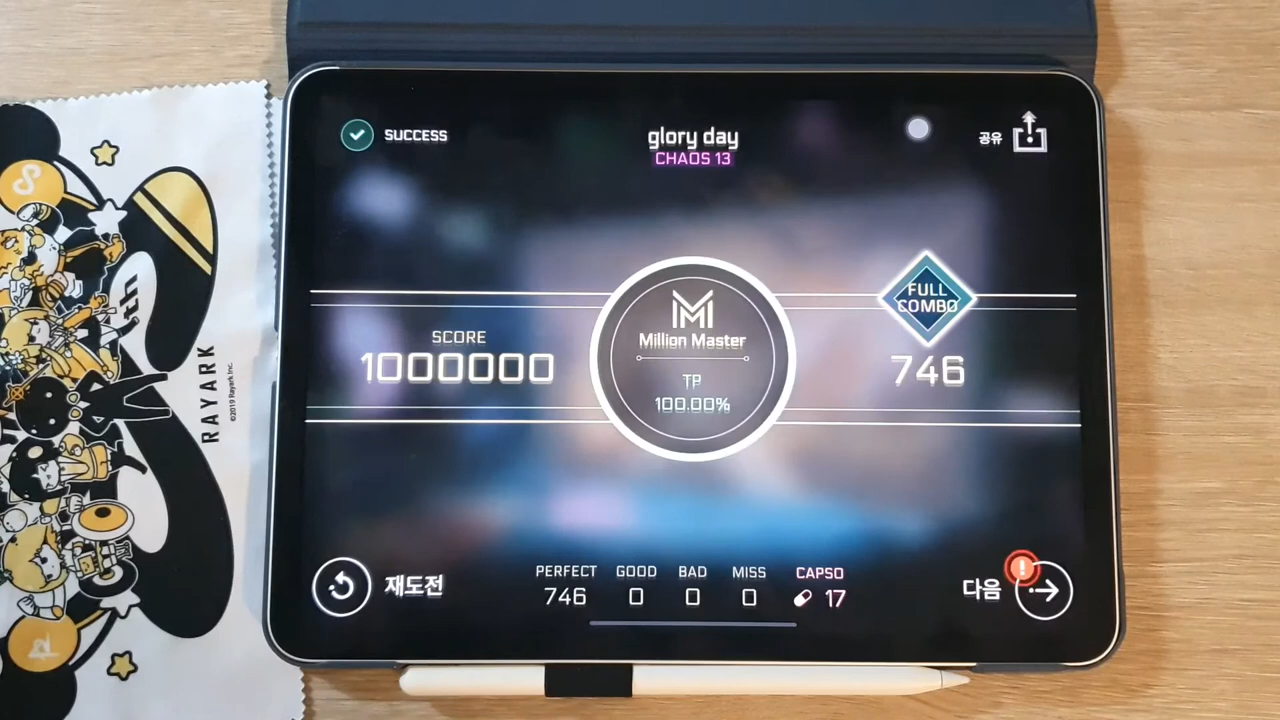 SUCCESS
glory day
CHAOS 13
공유
FULL
COMBO
SCORE
1000000
Million Master
TP
100.00%
746
재도전
PERFECT GOOD BAD MISS CAPSO
746 0 0 0 17
다음
!
th
RAYARK
©2019 Rayark Inc.